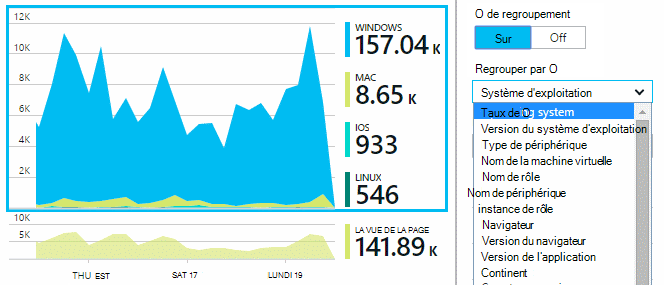 12K
10K
8K
6K
4K
2K
WINDOWS
157.04 K
MAC
8.65 K
IOS
933
LINUX
546
10K
5K
LA VUE DE LA PAGE
141.89 K
THU EST
SAT 17
LUNDI 19
O de regroupement
Sur
Off
Regrouper par O
Système d'exploitation
Taux de O ng system
Version du système d'exploitation
Type de périphérique
Nom de la machine virtuelle
Nom de rôle
Nom de périphérique
instance de rôle
Navigateur
Version du navigateur
Version de l'application
Continent